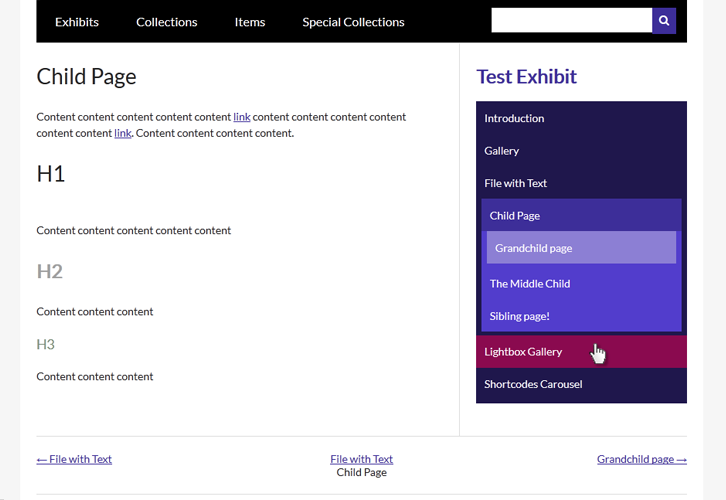 Exhibits Collections Items Special Collections
Child Page
Content content content content content link content content content content
content content link. Content content content content.
H1
Content content content content content
H2
Content content content
H3
Content content content
Test Exhibit
Introduction
Gallery
File with Text
Child Page
Grandchild page
The Middle Child
Sibling page!
Lightbox Gallery
Shortcodes Carousel
← File with Text
File with Text
Child Page
Grandchild page →